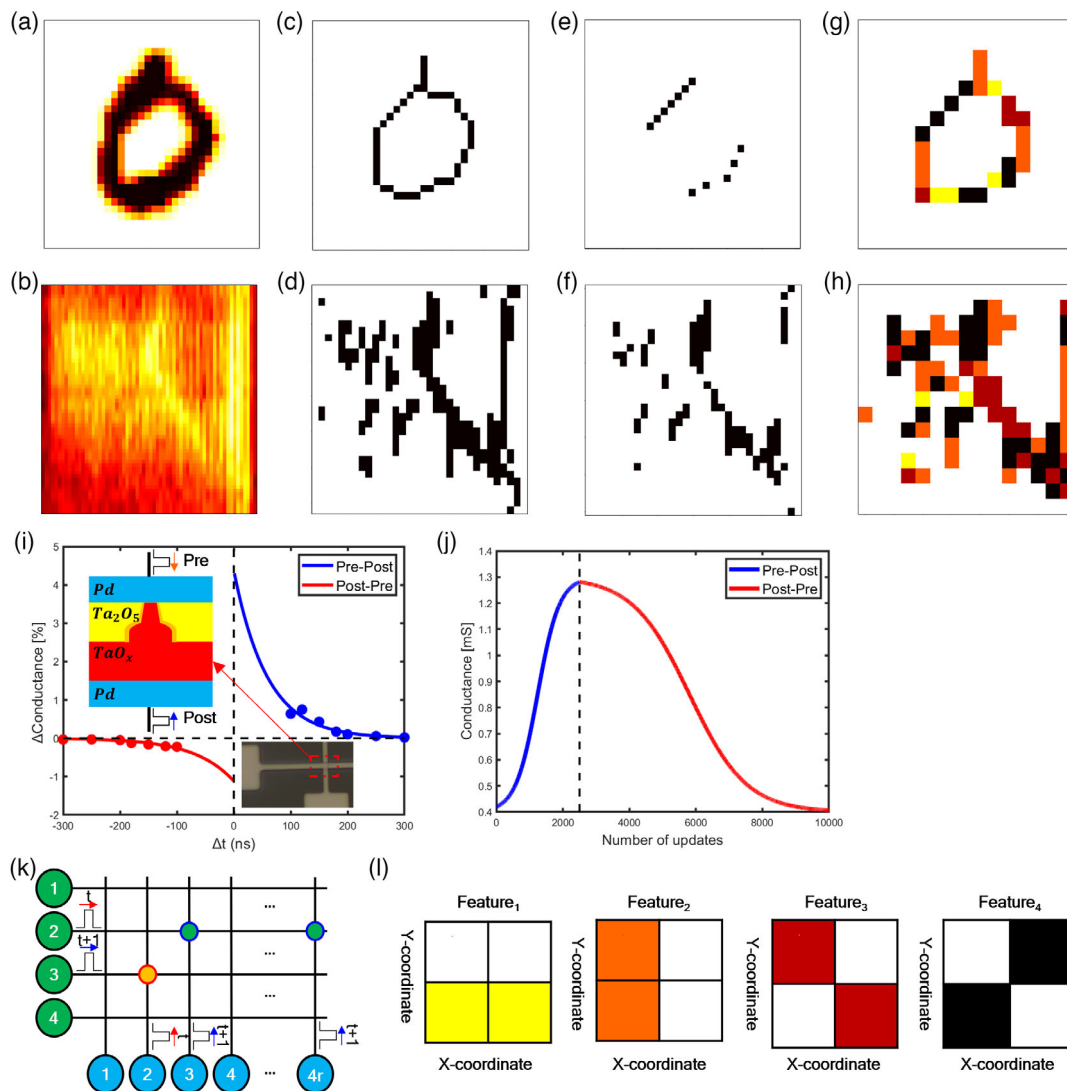 (a)
(c)
(e)
(g)
(b)
(d)
(f)
(h)
(i)
5
4
3
2
1
0
-1
-2
ΔConductance [%]
-300
-200
-100
0
100
200
300
Δt (ns)
Pre-Post
Post-Pre
Pre
Pd
Ta₂O₅
TaOₓ
Pd
Post
(j)
1.4
1.3
1.2
1.1
1
0.9
0.8
0.7
0.6
0.5
0.4
Conductance [mS]
0
2000
4000
6000
8000
10000
Number of updates
Pre-Post
Post-Pre
(k)
1
t
...
2
t+1
...
3
...
4
t
t+1
t+1
1
2
3
4
...
4r
(l)
Feature₁
Y-coordinate
X-coordinate
Feature₂
Y-coordinate
X-coordinate
Feature₃
Y-coordinate
X-coordinate
Feature₄
Y-coordinate
X-coordinate